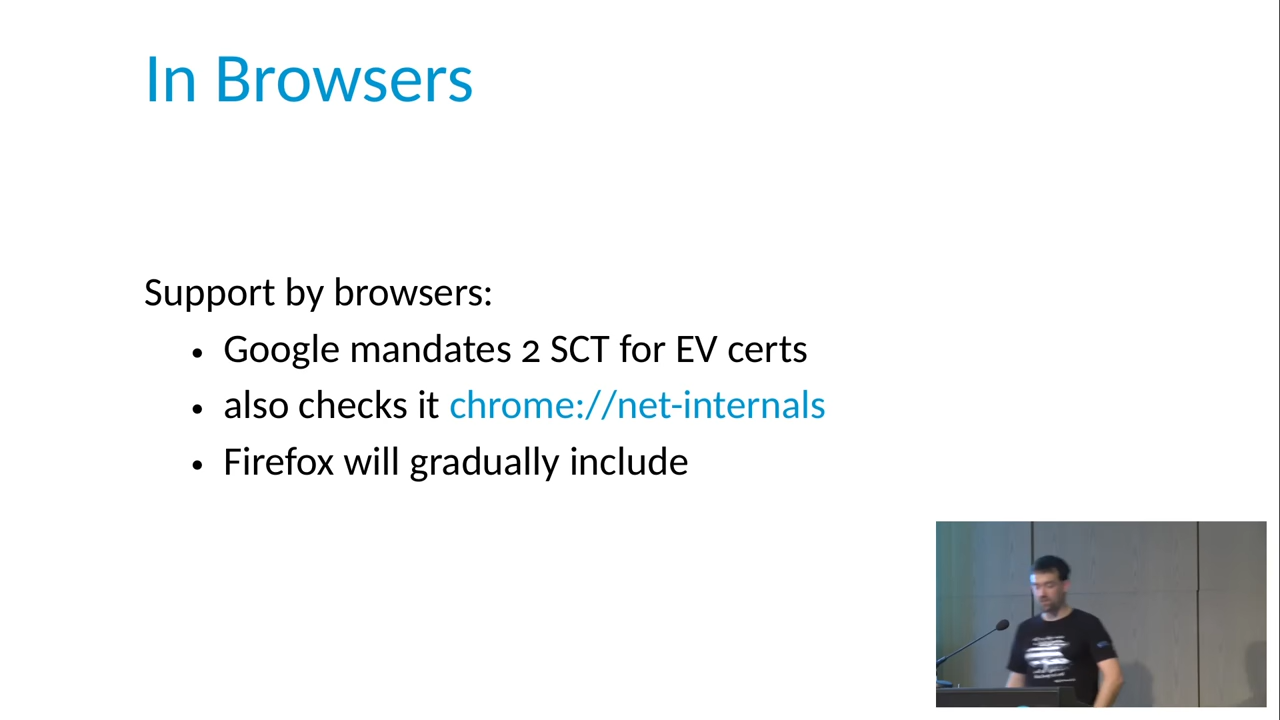 In Browsers
Support by browsers:
• Google mandates 2 SCT for EV certs
• also checks it chrome://net-internals
• Firefox will gradually include